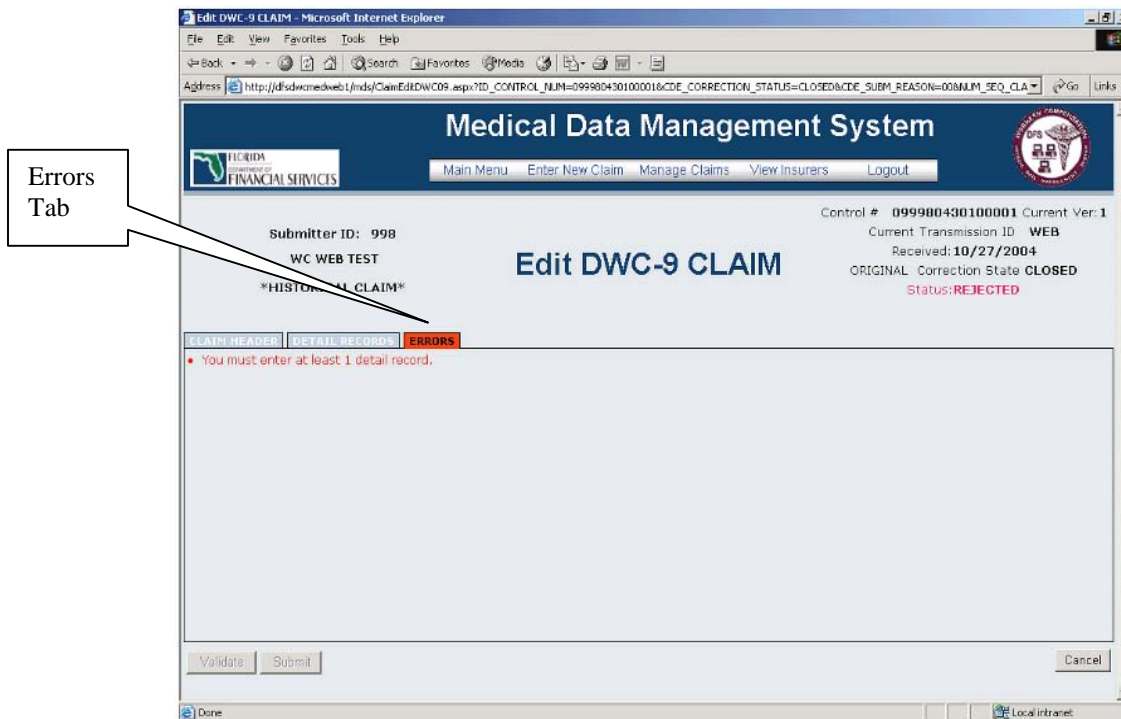 Edit DWC-9 CLAIM - Microsoft Internet Explorer
File Edit View Favorites Tools Help
Back Search Favorites Media
Address http://dfsdwcmedweb1/mds/ClaimEditDWC09.aspx?ID_CONTROL_NUM=099980430100001&CDE_CORRECTION_STATUS=CLOSED&CDE_SUBM_REASON=00&NUM_SEQ_CLA Go Links
Medical Data Management System
FLORIDA
DEPARTMENT OF
FINANCIAL SERVICES
Main Menu Enter New Claim Manage Claims View Insurers Logout
DFS
Errors
Tab
Control # 099980430100001 Current Ver: 1
Submitter ID: 998
Current Transmission ID WEB
WC WEB TEST
Edit DWC-9 CLAIM
Received: 10/27/2004
ORIGINAL Correction State CLOSED
*HISTORICAL CLAIM*
Status: REJECTED
CLAIM HEADER DETAIL RECORDS ERRORS
• You must enter at least 1 detail record.
Validate Submit Cancel
Done Local intranet